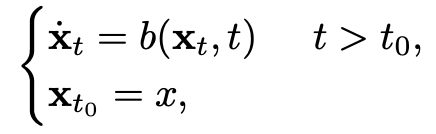 ẋ_t = b(x_t, t)  t > t_0,
x_{t_0} = x,